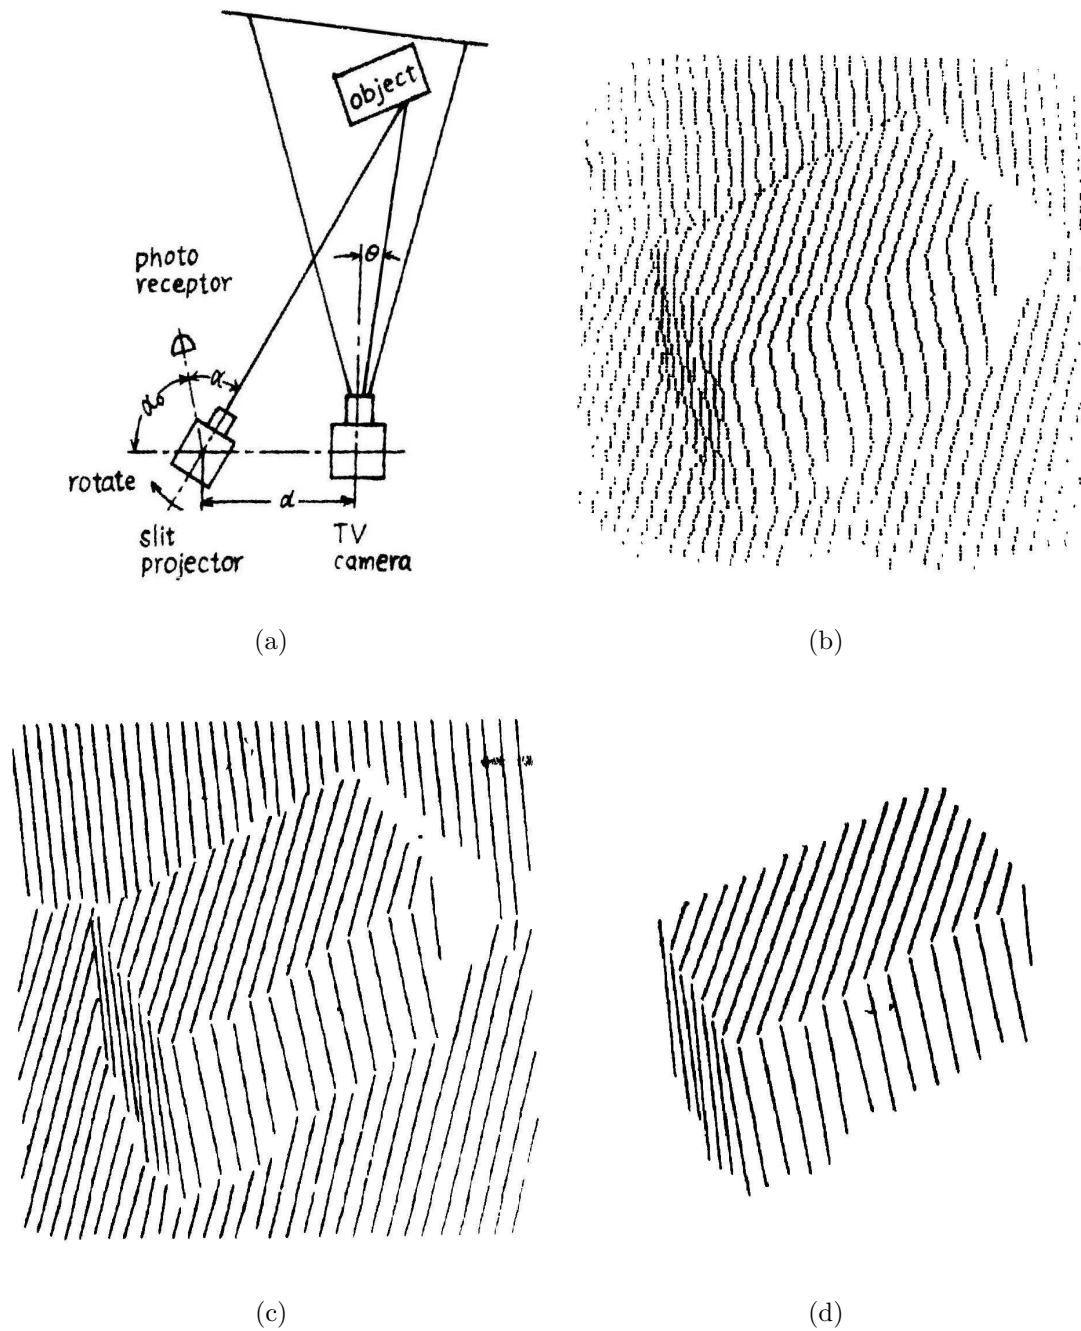 object
θ
photo
receptor
α
α₀
rotate
d
slit
projector
TV
camera
(a)
(b)
(c)
(d)